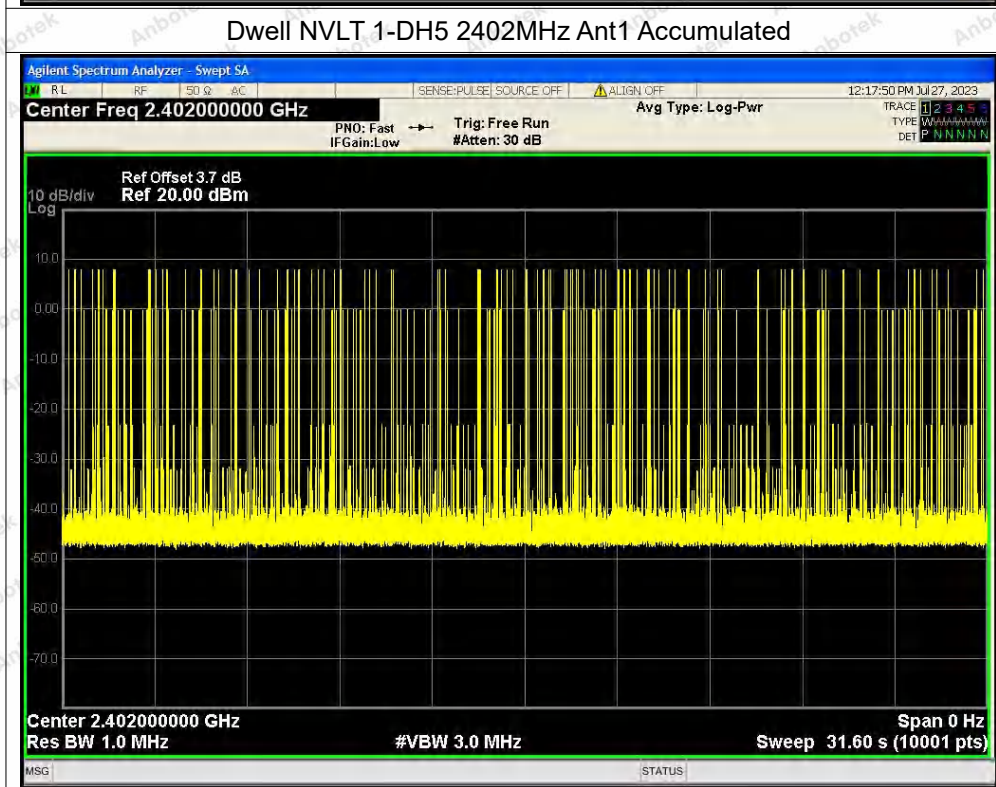 Dwell NVLT 1-DH5 2402MHz Ant1 Accumulated
Agilent Spectrum Analyzer - Swept SA
RL RF 50 Ω AC SENSE:PULSE SOURCE OFF ALIGN OFF 12:17:50 PM Jul 27, 2023
Center Freq 2.402000000 GHz
PNO: Fast
IFGain:Low
Trig: Free Run
#Atten: 30 dB
Avg Type: Log-Pwr
TRACE 1 2 3 4 5 6
TYPE WWWWWW
DET P N N N N N
Ref Offset 3.7 dB
10 dB/div Ref 20.00 dBm
Log
10.0
0.00
-10.0
-20.0
-30.0
-40.0
-50.0
-60.0
-70.0
Center 2.402000000 GHz Span 0 Hz
Res BW 1.0 MHz #VBW 3.0 MHz Sweep 31.60 s (10001 pts)
MSG STATUS
Anbotek